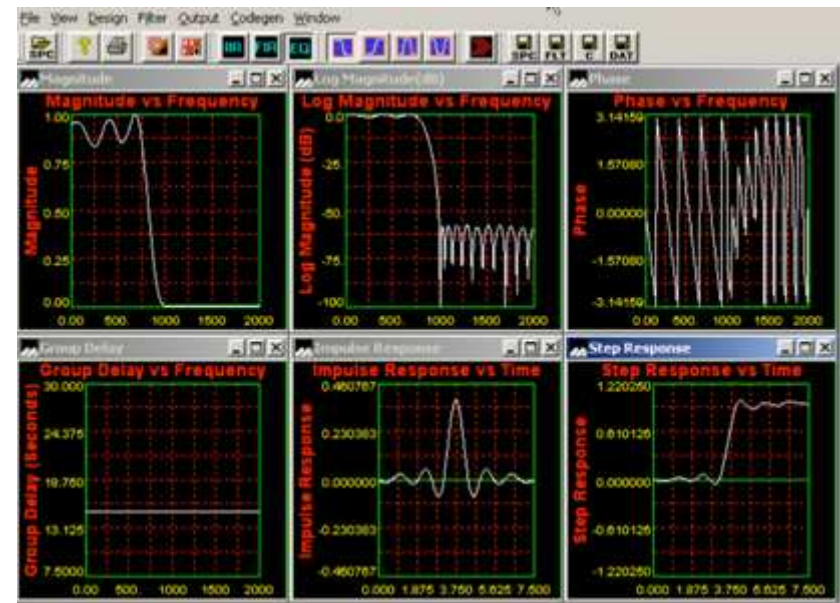 File View Design Filter Output Codegen Window
SPC IIR FIR EQ SPC FLT C DAT
Magnitude
Magnitude vs Frequency
Magnitude
1.00
0.75
0.50
0.25
0.00
0.00 500. 1000 1500 2000
Log Magnitude(dB)
Log Magnitude vs Frequency
Log Magnitude (dB)
0.0
-25
-50.
-75.
-100
0.00 500. 1000 1500 2000
Phase
Phase vs Frequency
Phase
3.14159
1.57080
0.00000
-1.57080
-3.14159
0.00 500. 1000 1500 2000
Group Delay
Group Delay vs Frequency
Group Delay (Seconds)
30.000
24.375
18.750
13.125
7.5000
0.00 500. 1000 1500 2000
Impulse Response
Impulse Response vs Time
Impulse Response
0.460767
0.230383
0.000000
-0.230383
-0.460767
0.000 1.875 3.750 5.625 7.500
Step Response
Step Response vs Time
Step Response
1.220250
0.610125
0.000000
-0.610125
-1.220250
0.000 1.875 3.750 5.625 7.500